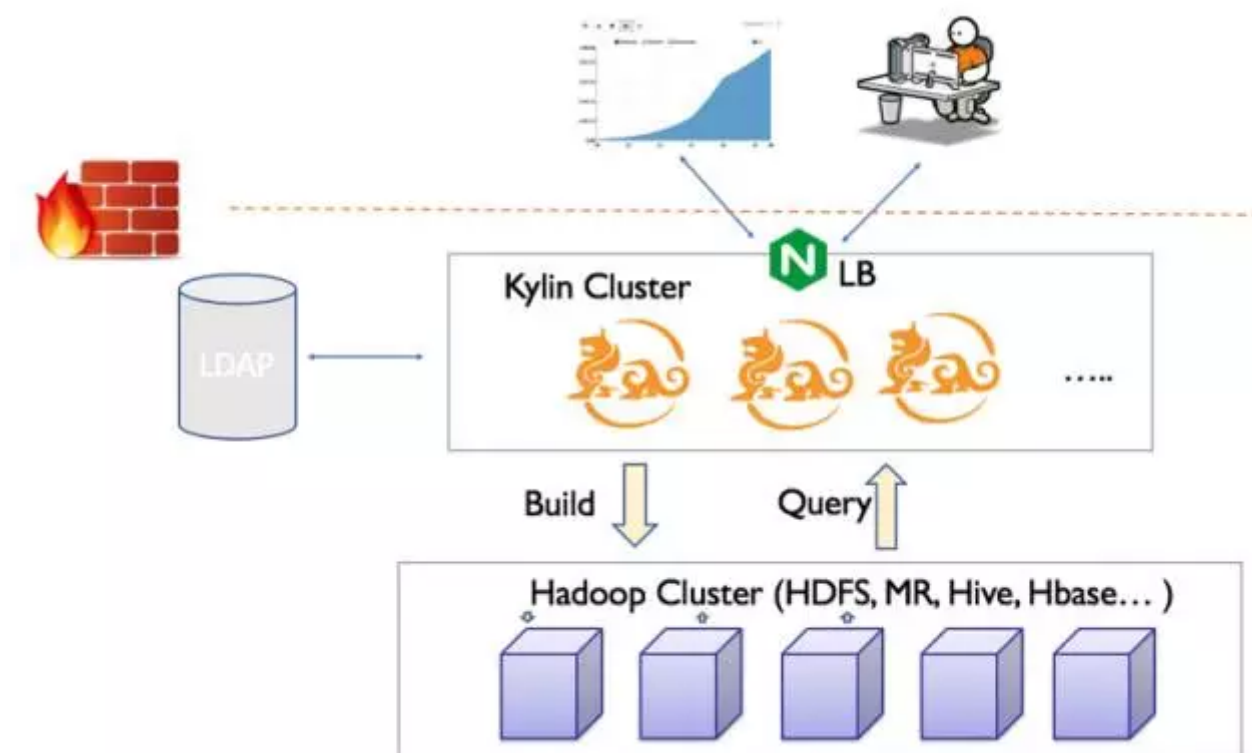 N LB
Kylin Cluster
LDAP
.....
Build
Query
Hadoop Cluster (HDFS, MR, Hive, Hbase... )